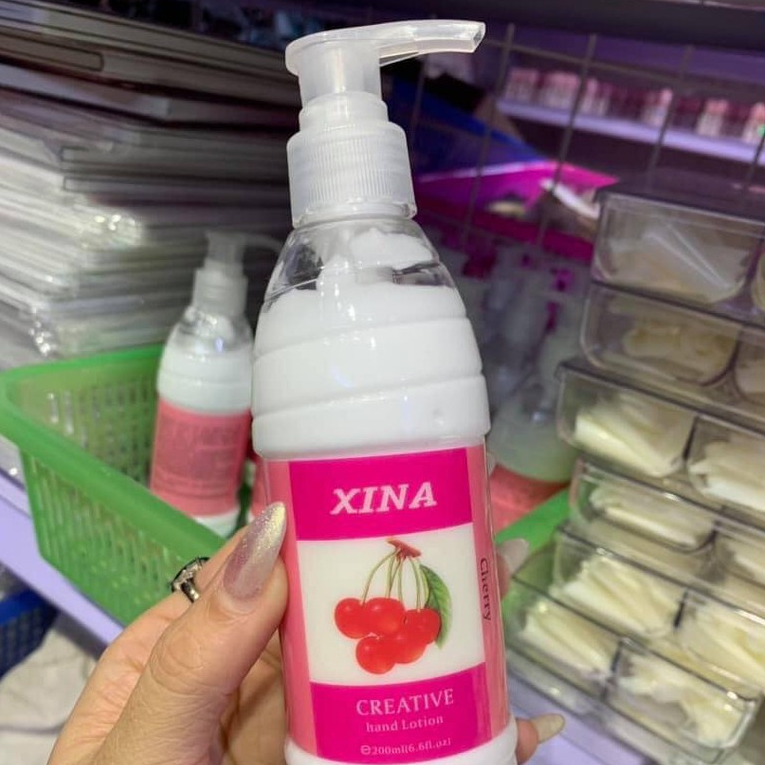 XINA
Cherry
CREATIVE
hand Lotion
℮200ml(6.6fl.oz)